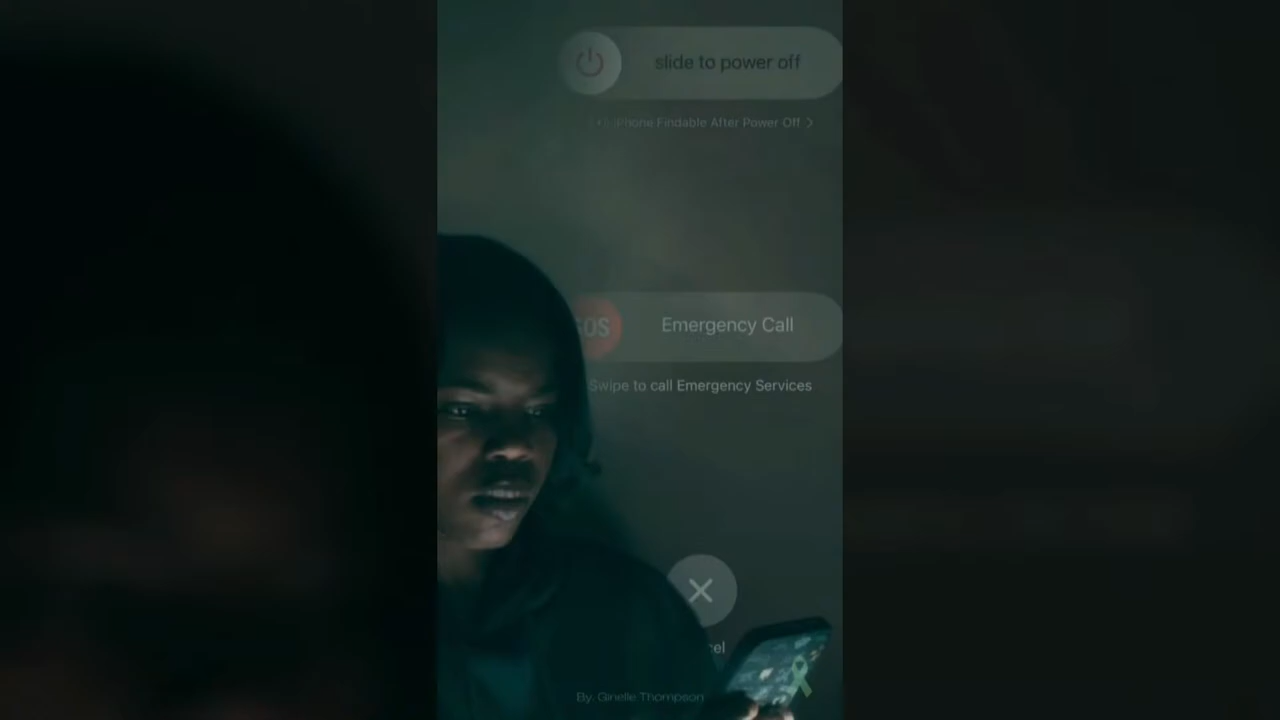 slide to power off
iPhone Findable After Power Off >
SOS
Emergency Call
Swipe to call Emergency Services
By. Ginelle Thompson